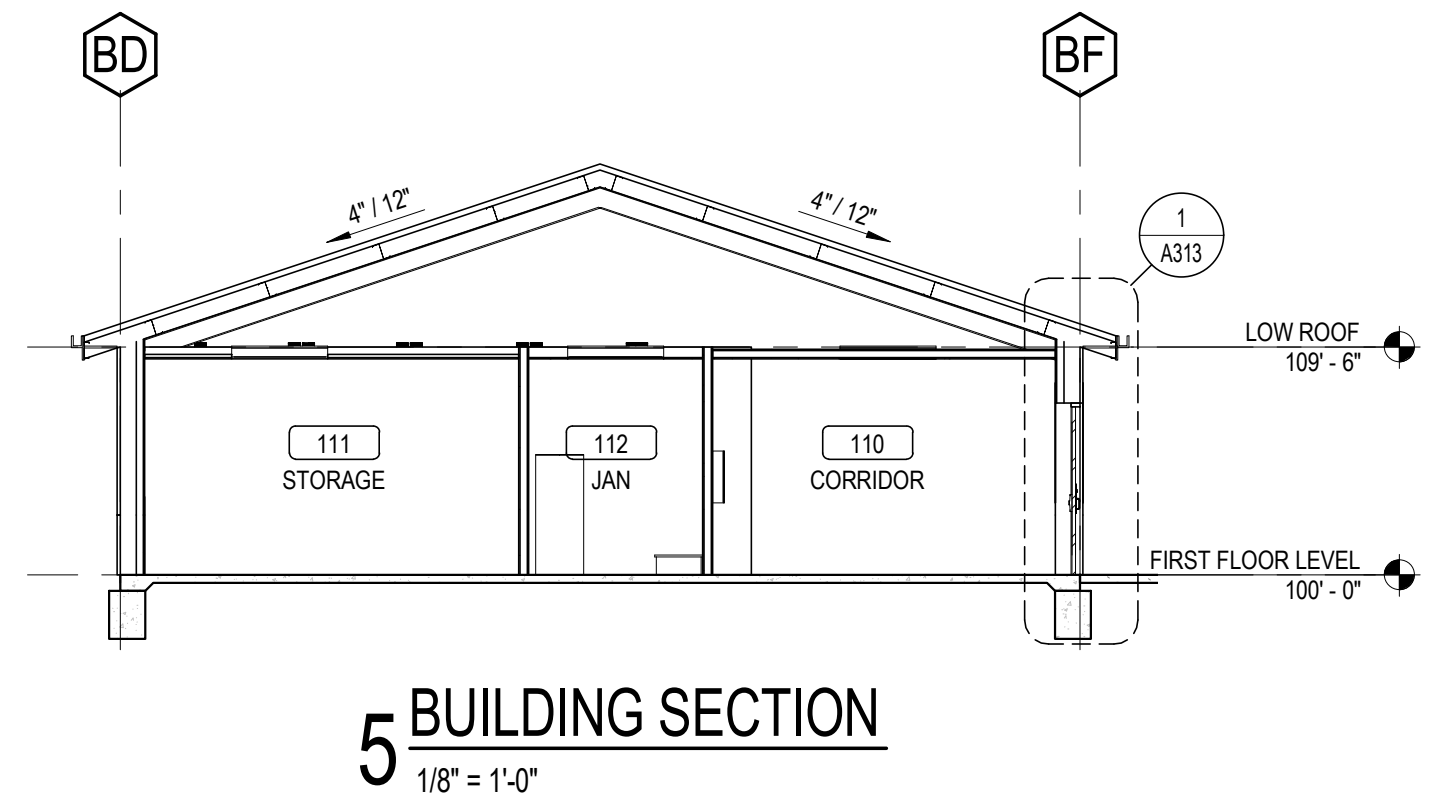 BD
BF
4" / 12"
4" / 12"
1
A313
LOW ROOF
109' - 6"
111
STORAGE
112
JAN
110
CORRIDOR
FIRST FLOOR LEVEL
100' - 0"
5 BUILDING SECTION
1/8" = 1'-0"